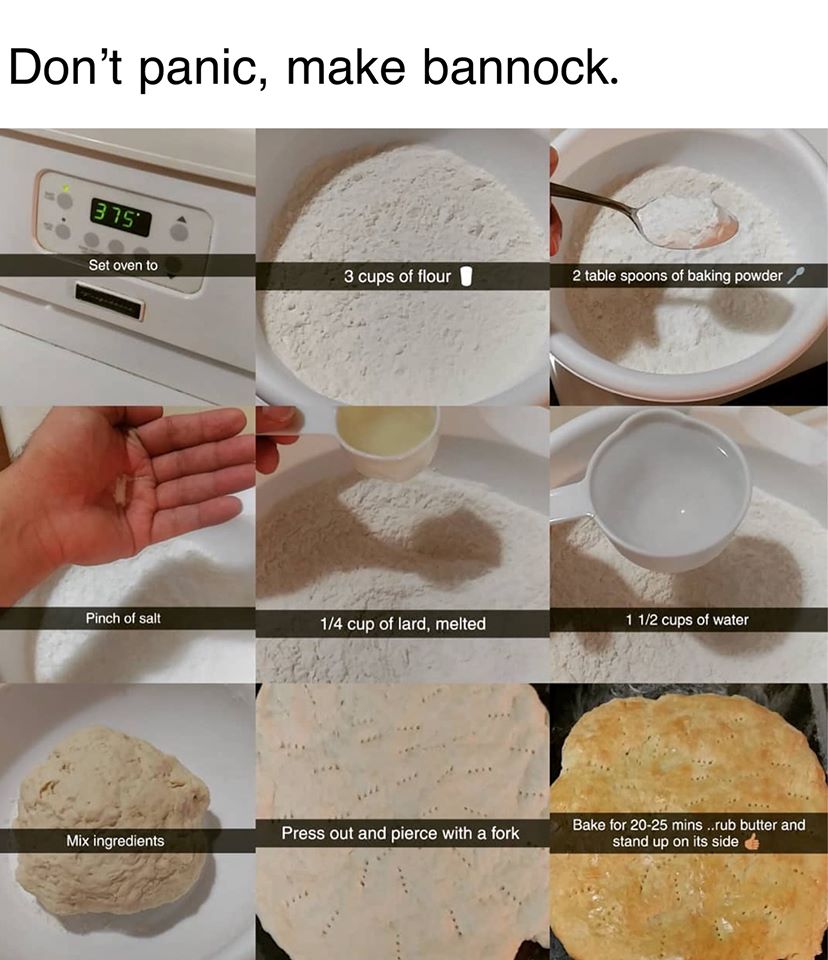 Don’t panic, make bannock.
375°
Set oven to
3 cups of flour 🥛
2 table spoons of baking powder 🥄
Pinch of salt
1/4 cup of lard, melted
1 1/2 cups of water
Mix ingredients
Press out and pierce with a fork
Bake for 20-25 mins ..rub butter and
stand up on its side 👍🏼